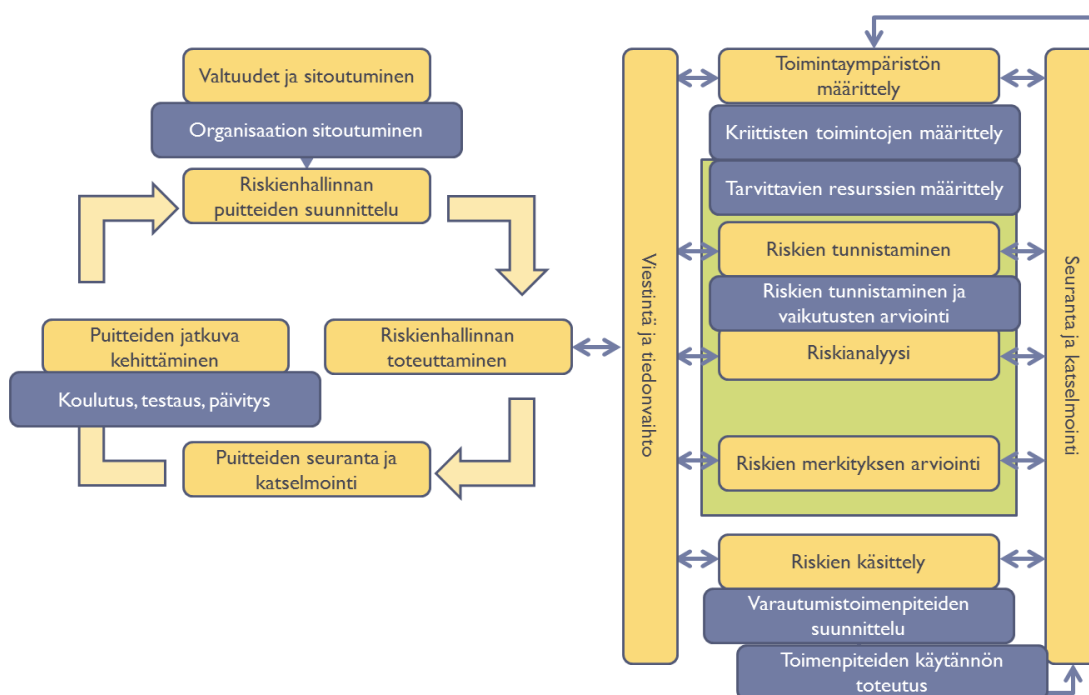 Valtuudet ja sitoutuminen
Organisaation sitoutuminen
Riskienhallinnan
puitteiden suunnittelu
Puitteiden jatkuva
kehittäminen
Koulutus, testaus, päivitys
Riskienhallinnan
toteuttaminen
Puitteiden seuranta ja
katselmointi
Viestintä ja tiedonvaihto
Toimintaympäristön
määrittely
Kriittisten toimintojen määrittely
Tarvittavien resurssien määrittely
Riskien tunnistaminen
Riskien tunnistaminen ja
vaikutusten arviointi
Riskianalyysi
Riskien merkityksen arviointi
Riskien käsittely
Varautumistoimenpiteiden
suunnittelu
Toimenpiteiden käytännön
toteutus
Seuranta ja katselmointi